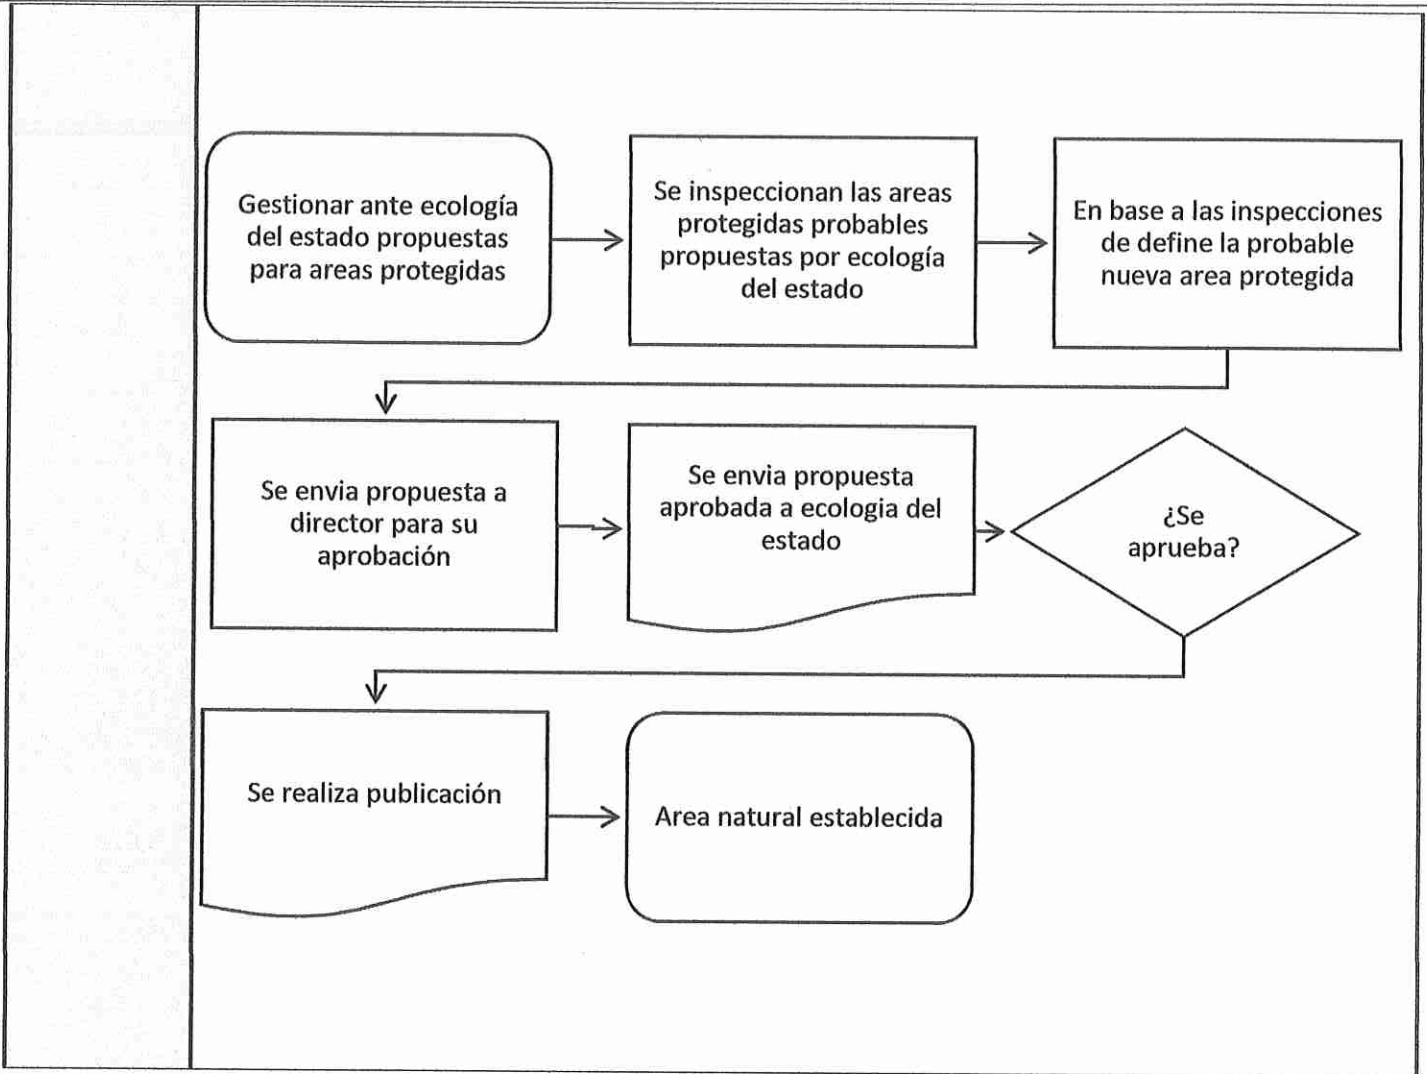 Gestionar ante ecología
del estado propuestas
para areas protegidas
Se inspeccionan las areas
protegidas probables
propuestas por ecología
del estado
En base a las inspecciones
de define la probable
nueva area protegida
Se envia propuesta a
director para su
aprobación
Se envia propuesta
aprobada a ecologia del
estado
¿Se
aprueba?
Se realiza publicación
Area natural establecida